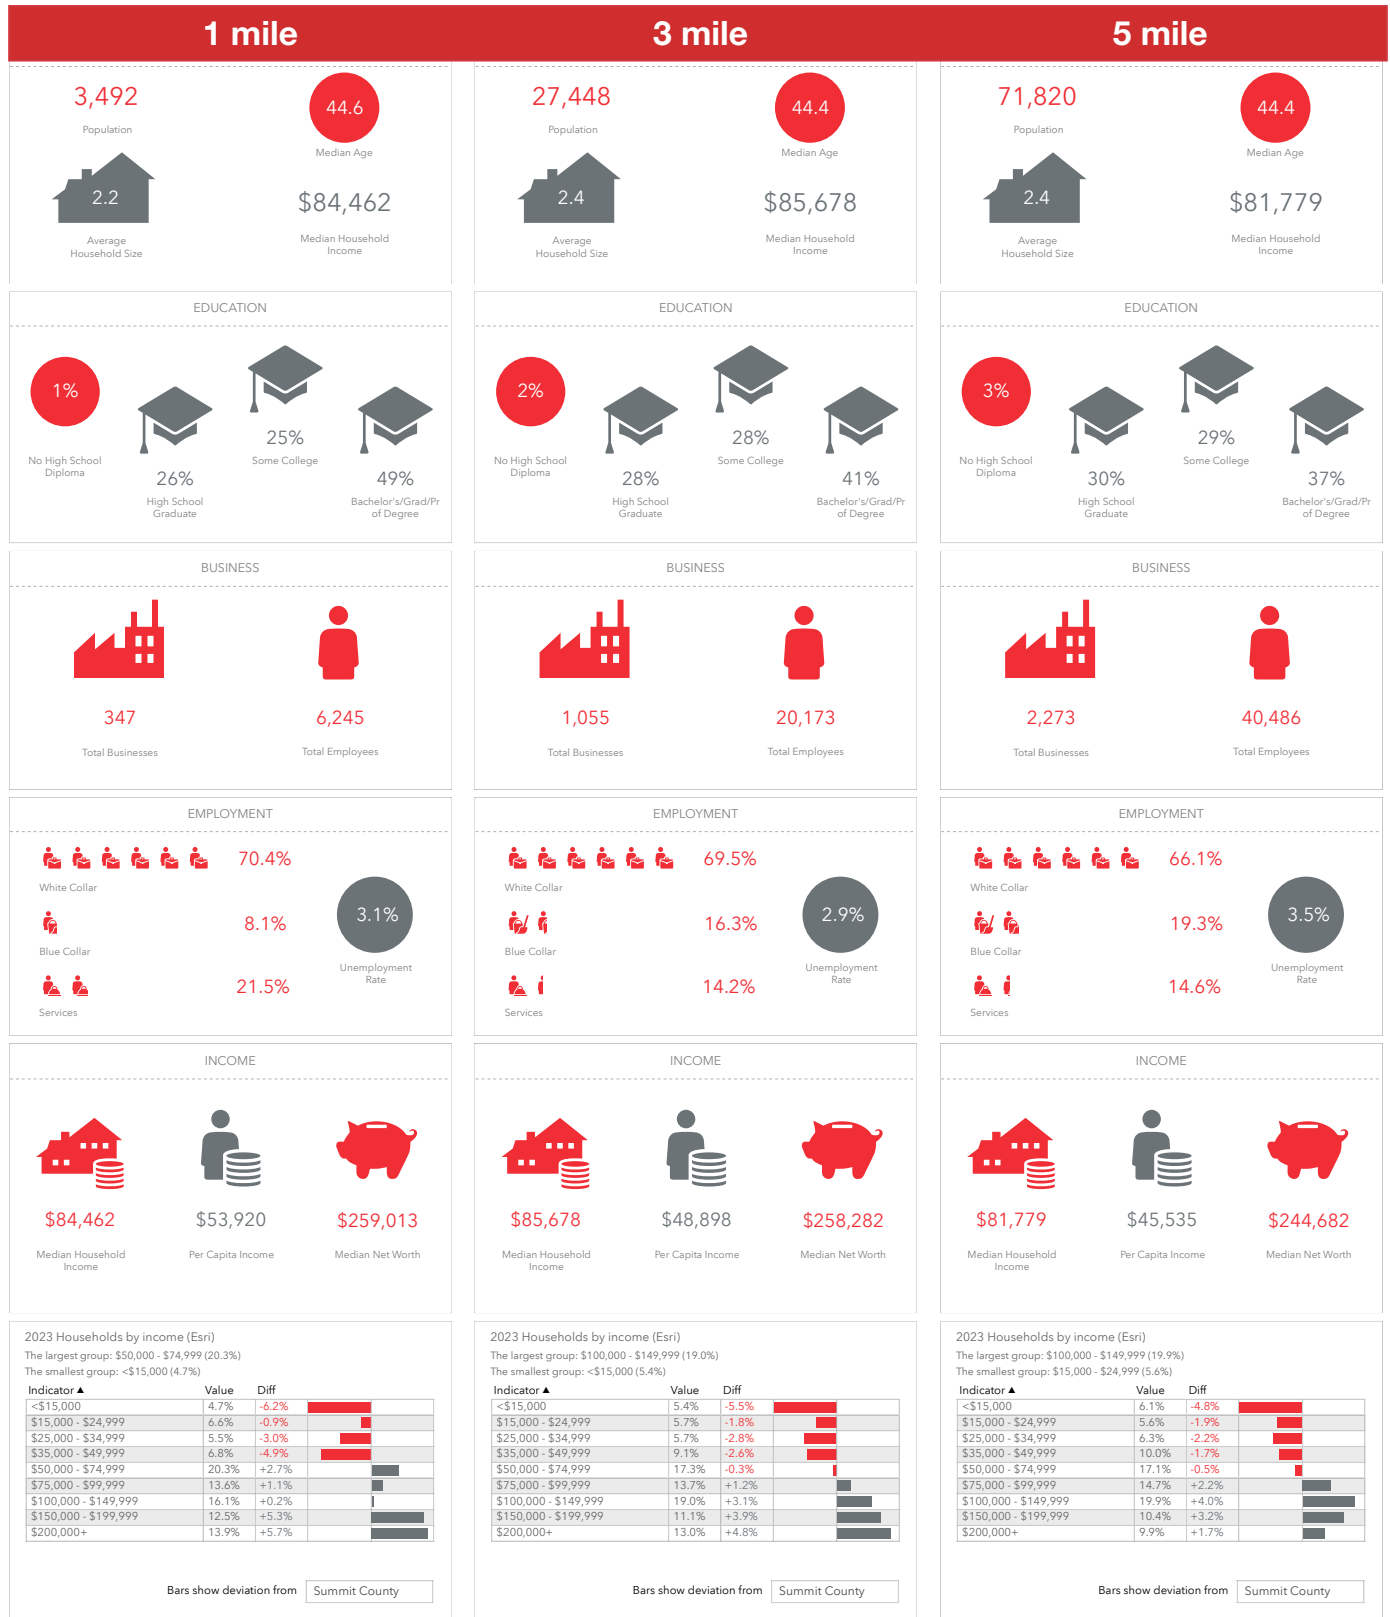 1 mile
3 mile
5 mile
3,492
Population
44.6
Median Age
2.2
Average
Household Size
$84,462
Median Household
Income
27,448
Population
44.4
Median Age
2.4
Average
Household Size
$85,678
Median Household
Income
71,820
Population
44.4
Median Age
2.4
Average
Household Size
$81,779
Median Household
Income
EDUCATION
1%
No High School
Diploma
26%
High School
Graduate
25%
Some College
49%
Bachelor's/Grad/Pr
of Degree
EDUCATION
2%
No High School
Diploma
28%
High School
Graduate
28%
Some College
41%
Bachelor's/Grad/Pr
of Degree
EDUCATION
3%
No High School
Diploma
30%
High School
Graduate
29%
Some College
37%
Bachelor's/Grad/Pr
of Degree
BUSINESS
347
Total Businesses
6,245
Total Employees
BUSINESS
1,055
Total Businesses
20,173
Total Employees
BUSINESS
2,273
Total Businesses
40,486
Total Employees
EMPLOYMENT
70.4%
White Collar
8.1%
Blue Collar
21.5%
Services
3.1%
Unemployment
Rate
EMPLOYMENT
69.5%
White Collar
16.3%
Blue Collar
14.2%
Services
2.9%
Unemployment
Rate
EMPLOYMENT
66.1%
White Collar
19.3%
Blue Collar
14.6%
Services
3.5%
Unemployment
Rate
INCOME
$84,462
Median Household
Income
$53,920
Per Capita Income
$259,013
Median Net Worth
INCOME
$85,678
Median Household
Income
$48,898
Per Capita Income
$258,282
Median Net Worth
INCOME
$81,779
Median Household
Income
$45,535
Per Capita Income
$244,682
Median Net Worth
2023 Households by income (Esri)
The largest group: $50,000 - $74,999 (20.3%)
The smallest group: <$15,000 (4.7%)
Indicator ▲ Value Diff
<$15,000 4.7% -6.2%
$15,000 - $24,999 6.6% -0.9%
$25,000 - $34,999 5.5% -3.0%
$35,000 - $49,999 6.8% -4.9%
$50,000 - $74,999 20.3% +2.7%
$75,000 - $99,999 13.6% +1.1%
$100,000 - $149,999 16.1% +0.2%
$150,000 - $199,999 12.5% +5.3%
$200,000+ 13.9% +5.7%
Bars show deviation from Summit County
2023 Households by income (Esri)
The largest group: $100,000 - $149,999 (19.0%)
The smallest group: <$15,000 (5.4%)
Indicator ▲ Value Diff
<$15,000 5.4% -5.5%
$15,000 - $24,999 5.7% -1.8%
$25,000 - $34,999 5.7% -2.8%
$35,000 - $49,999 9.1% -2.6%
$50,000 - $74,999 17.3% -0.3%
$75,000 - $99,999 13.7% +1.2%
$100,000 - $149,999 19.0% +3.1%
$150,000 - $199,999 11.1% +3.9%
$200,000+ 13.0% +4.8%
Bars show deviation from Summit County
2023 Households by income (Esri)
The largest group: $100,000 - $149,999 (19.9%)
The smallest group: $15,000 - $24,999 (5.6%)
Indicator ▲ Value Diff
<$15,000 6.1% -4.8%
$15,000 - $24,999 5.6% -1.9%
$25,000 - $34,999 6.3% -2.2%
$35,000 - $49,999 10.0% -1.7%
$50,000 - $74,999 17.1% -0.5%
$75,000 - $99,999 14.7% +2.2%
$100,000 - $149,999 19.9% +4.0%
$150,000 - $199,999 10.4% +3.2%
$200,000+ 9.9% +1.7%
Bars show deviation from Summit County